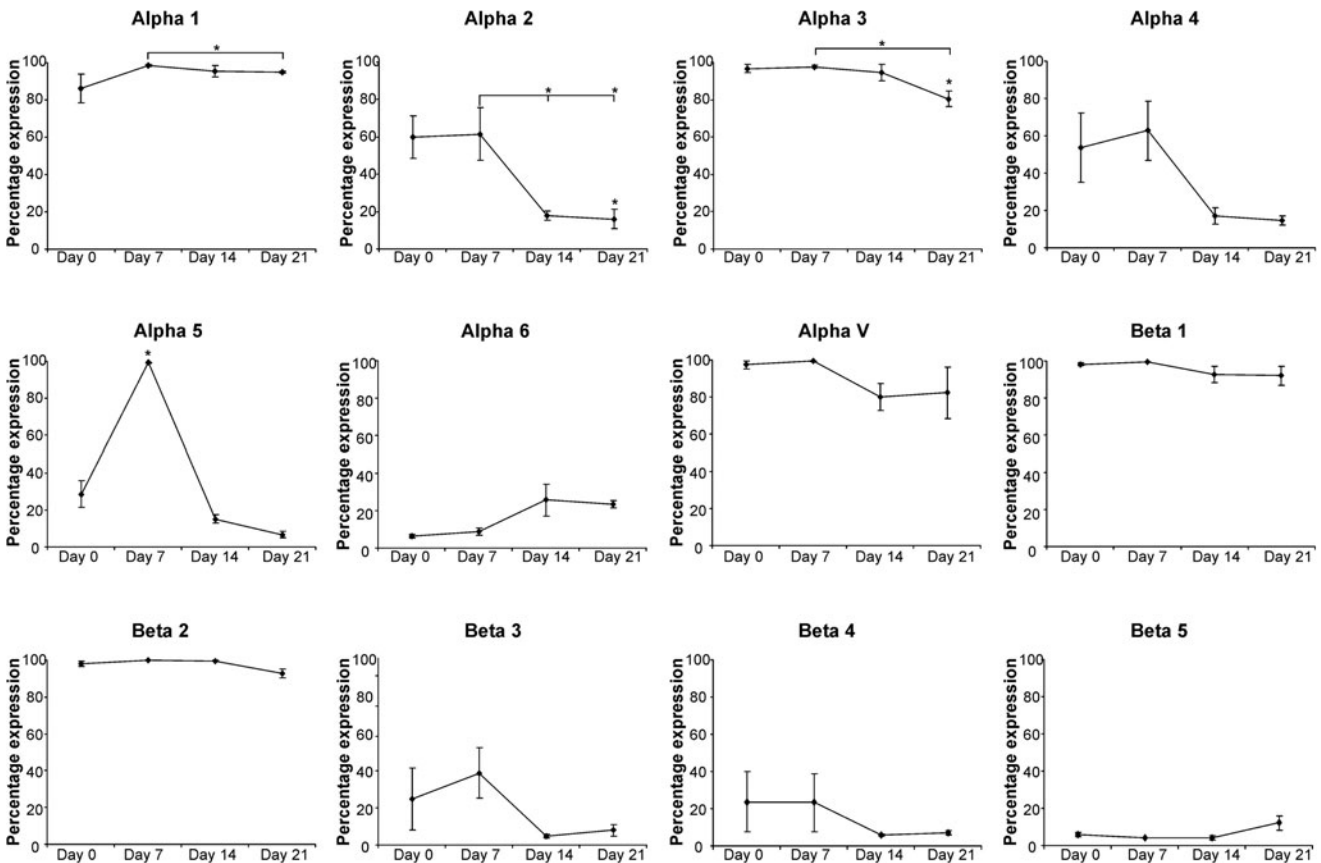 Alpha 1 Alpha 2 Alpha 3 Alpha 4
* * * *
*
*
Percentage expression Percentage expression Percentage expression Percentage expression
100 100 100 100
80 80 80 80
60 60 60 60
40 40 40 40
20 20 20 20
0 0 0 0
Day 0 Day 7 Day 14 Day 21 Day 0 Day 7 Day 14 Day 21 Day 0 Day 7 Day 14 Day 21 Day 0 Day 7 Day 14 Day 21
Alpha 5 Alpha 6 Alpha V Beta 1
*
Percentage expression Percentage expression Percentage expression Percentage expression
100 100 100 100
80 80 80 80
60 60 60 60
40 40 40 40
20 20 20 20
0 0 0 0
Day 0 Day 7 Day 14 Day 21 Day 0 Day 7 Day 14 Day 21 Day 0 Day 7 Day 14 Day 21 Day 0 Day 7 Day 14 Day 21
Beta 2 Beta 3 Beta 4 Beta 5
Percentage expression Percentage expression Percentage expression Percentage expression
100 100 100 100
80 80 80 80
60 60 60 60
40 40 40 40
20 20 20 20
0 0 0 0
Day 0 Day 7 Day 14 Day 21 Day 0 Day 7 Day 14 Day 21 Day 0 Day 7 Day 14 Day 21 Day 0 Day 7 Day 14 Day 21